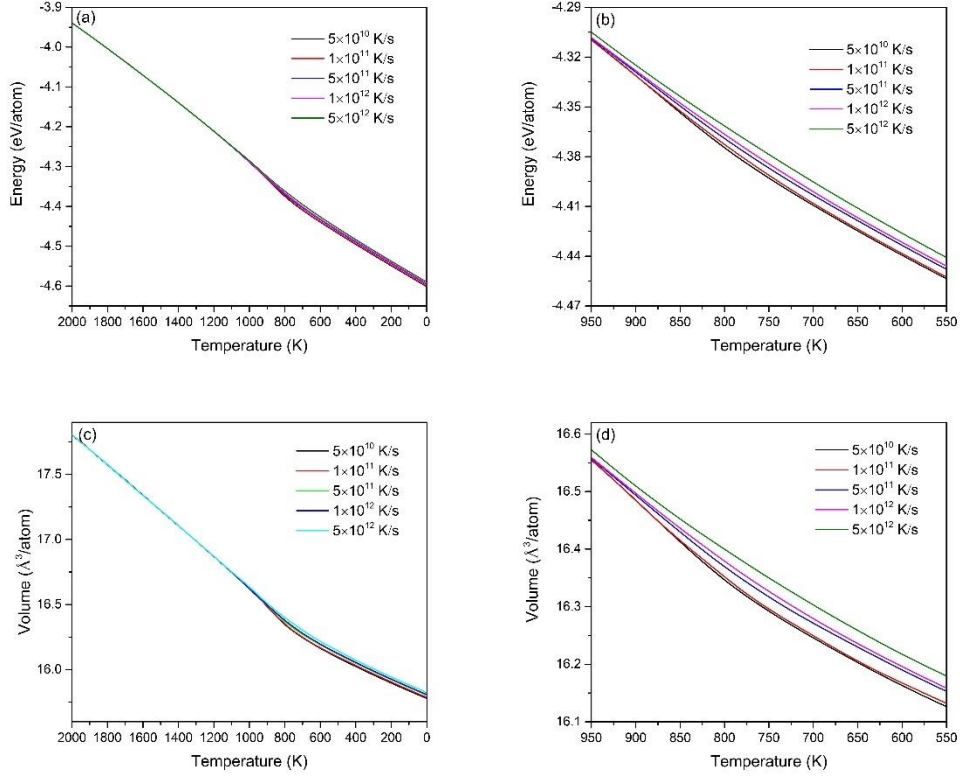 (a)
5×10¹⁰ K/s
1×10¹¹ K/s
5×10¹¹ K/s
1×10¹² K/s
5×10¹² K/s
-3.9
-4.0
-4.1
-4.2
-4.3
-4.4
-4.5
-4.6
Energy (eV/atom)
2000 1800 1600 1400 1200 1000 800 600 400 200 0
Temperature (K)
(b)
5×10¹⁰ K/s
1×10¹¹ K/s
5×10¹¹ K/s
1×10¹² K/s
5×10¹² K/s
-4.29
-4.32
-4.35
-4.38
-4.41
-4.44
-4.47
Energy (eV/atom)
950 900 850 800 750 700 650 600 550
Temperature (K)
(c)
5×10¹⁰ K/s
1×10¹¹ K/s
5×10¹¹ K/s
1×10¹² K/s
5×10¹² K/s
17.5
17.0
16.5
16.0
Volume (Å³/atom)
2000 1800 1600 1400 1200 1000 800 600 400 200 0
Temperature (K)
(d)
5×10¹⁰ K/s
1×10¹¹ K/s
5×10¹¹ K/s
1×10¹² K/s
5×10¹² K/s
16.6
16.5
16.4
16.3
16.2
16.1
Volume (Å³/atom)
950 900 850 800 750 700 650 600 550
Temperature (K)